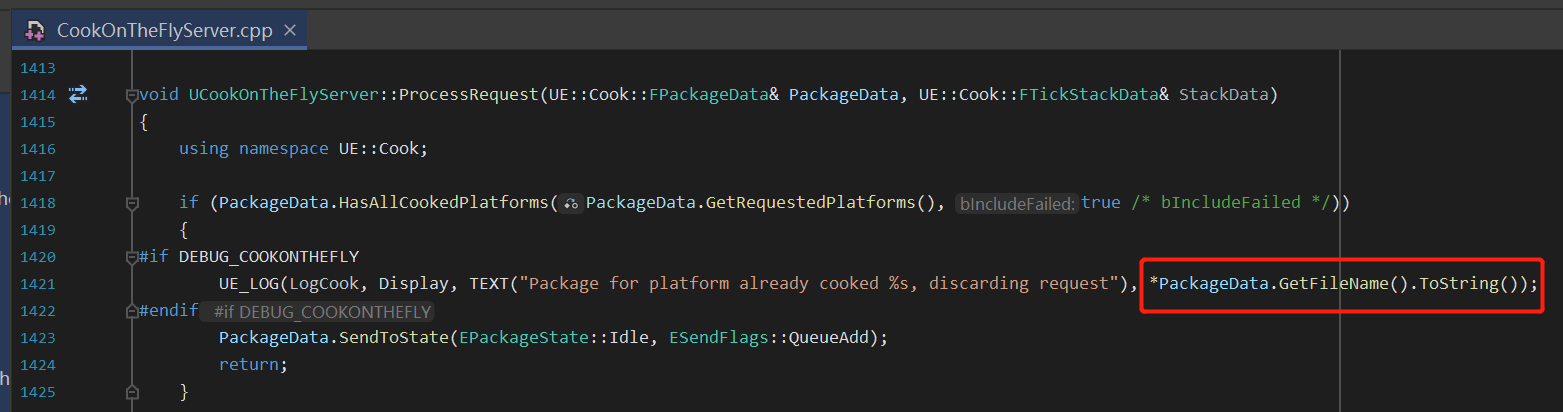 CookOnTheFlyServer.cpp ×
1413
1414 void UCookOnTheFlyServer::ProcessRequest(UE::Cook::FPackageData& PackageData, UE::Cook::FTickStackData& StackData)
1415 {
1416 using namespace UE::Cook;
1417
1418 if (PackageData.HasAllCookedPlatforms(PackageData.GetRequestedPlatforms(), bIncludeFailed: true /* bIncludeFailed */))
1419 {
1420 #if DEBUG_COOKONTHEFLY
1421 UE_LOG(LogCook, Display, TEXT("Package for platform already cooked %s, discarding request"), *PackageData.GetFileName().ToString());
1422 #endif #if DEBUG_COOKONTHEFLY
1423 PackageData.SendToState(EPackageState::Idle, ESendFlags::QueueAdd);
1424 return;
1425 }